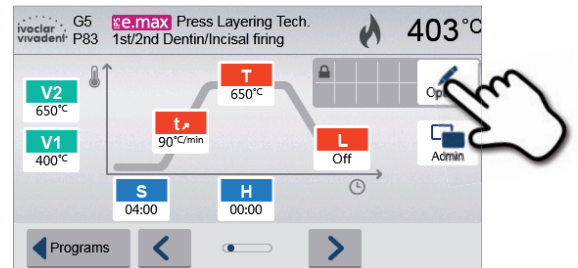 ivoclar
vivadent
G5
P83
e.max Press Layering Tech.
1st/2nd Dentin/Incisal firing
403°C
V2
650°C
V1
400°C
t
90°C/min
T
650°C
L
Off
S
04:00
H
00:00
Admin
Programs